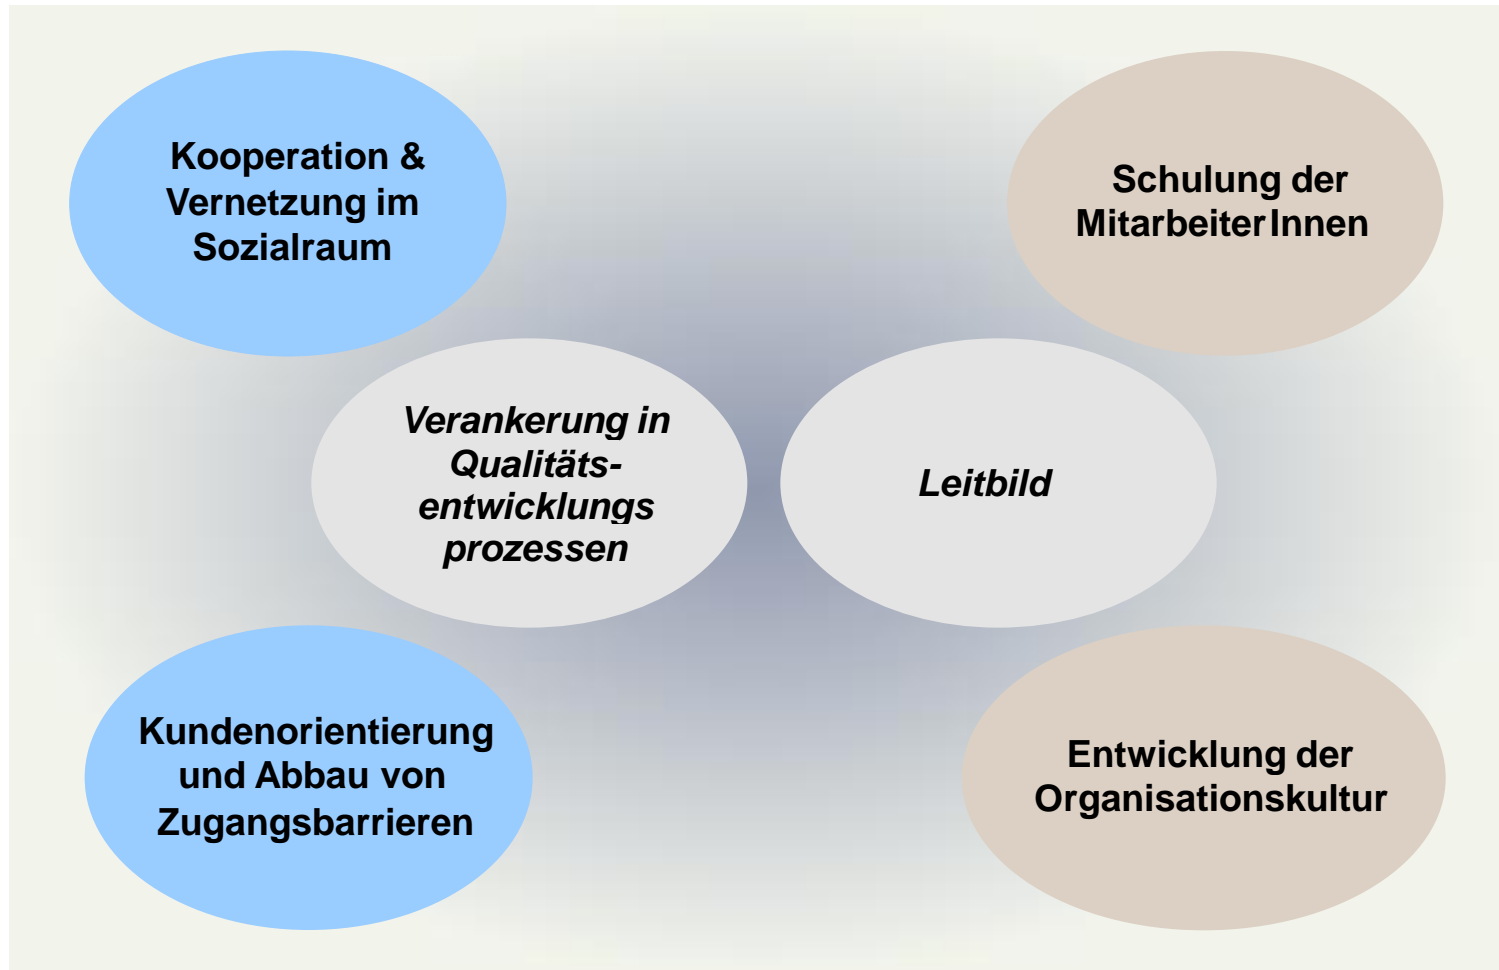 Kooperation &
Vernetzung im
Sozialraum
Schulung der
MitarbeiterInnen
Verankerung in
Qualitäts-
entwicklungs
prozessen
Leitbild
Kundenorientierung
und Abbau von
Zugangsbarrieren
Entwicklung der
Organisationskultur